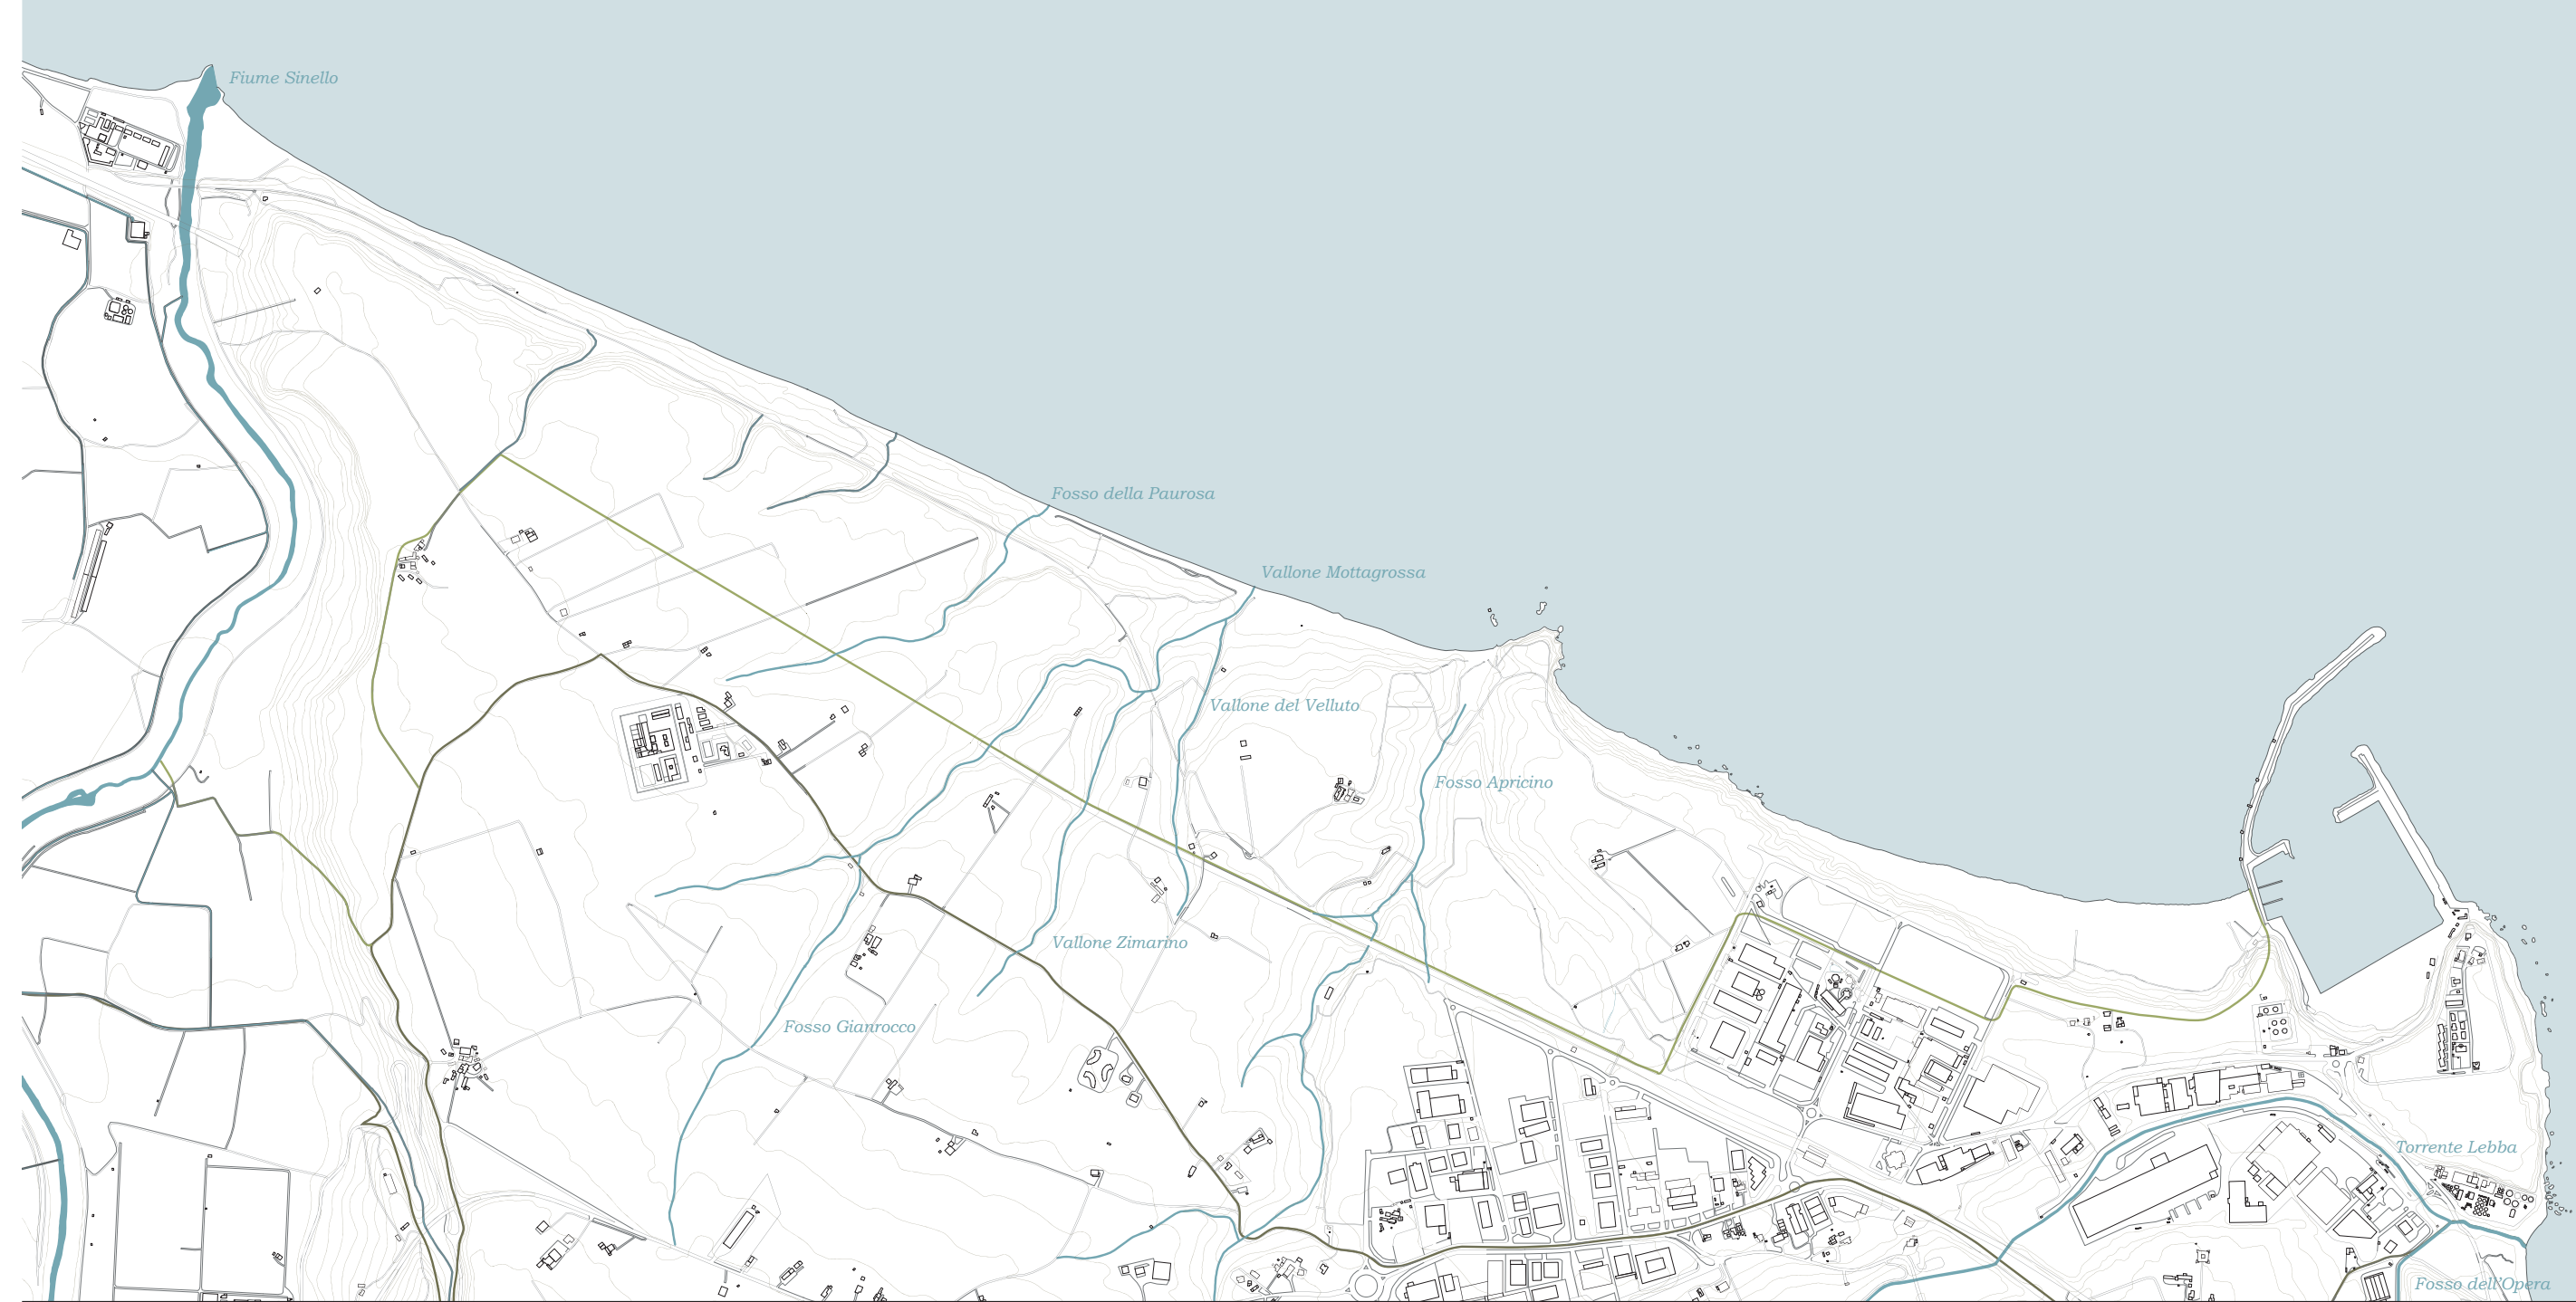 Fiume Sinello
Fosso della Paurosa
Vallone Mottagrossa
Vallone del Velluto
Fosso Apricino
Vallone Zimarino
Fosso Gianrocco
Torrente Lebba
Fosso dell'Opera